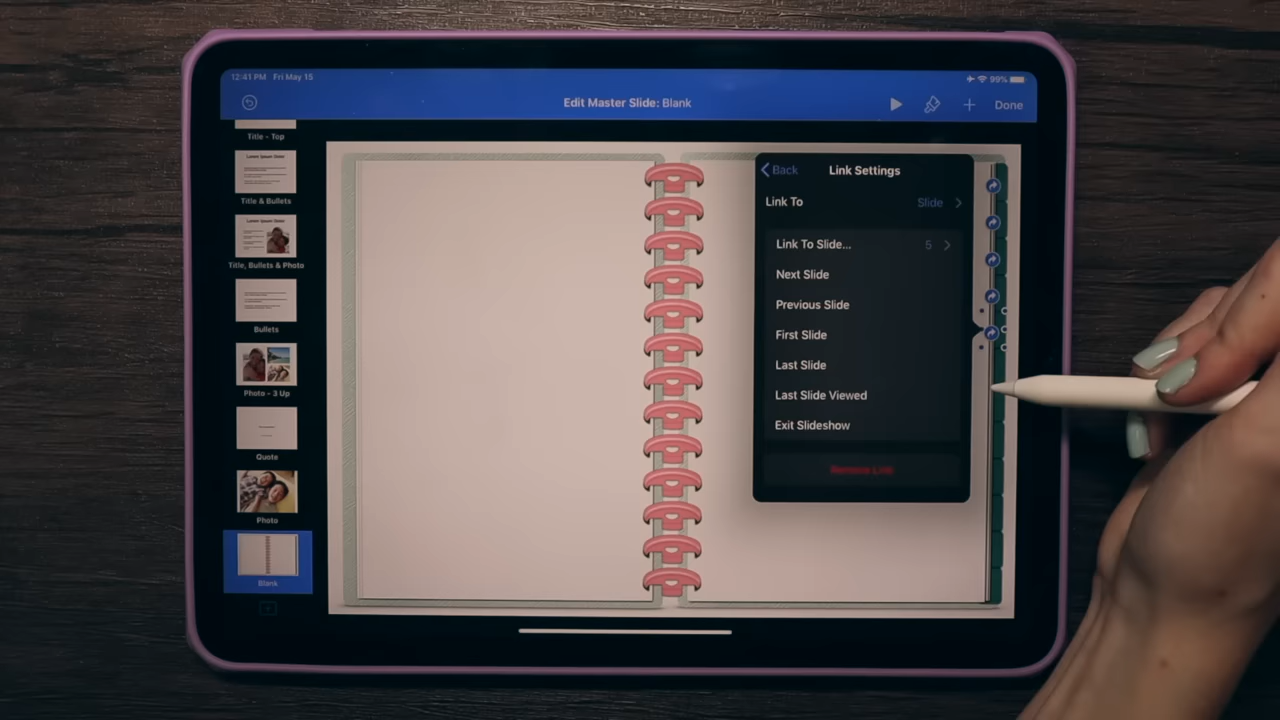 12:41 PM Fri May 15
99%
Edit Master Slide: Blank
Done
Title - Top
Title & Bullets
Title, Bullets & Photo
Bullets
Photo - 3 Up
Quote
Photo
Blank
Back
Link Settings
Link To Slide
Link To Slide... 5
Next Slide
Previous Slide
First Slide
Last Slide
Last Slide Viewed
Exit Slideshow
Remove Link